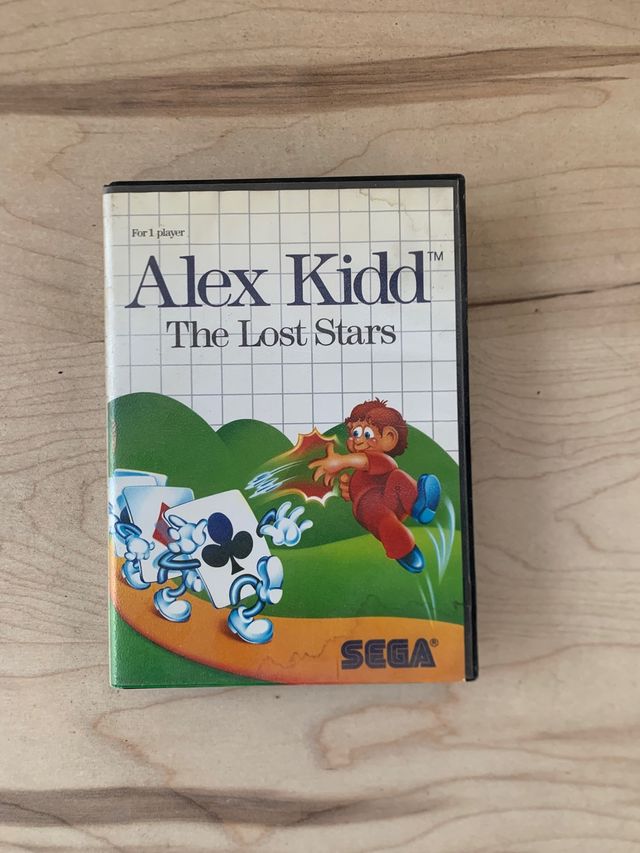 For 1 player
Alex Kidd™
The Lost Stars
SEGA®